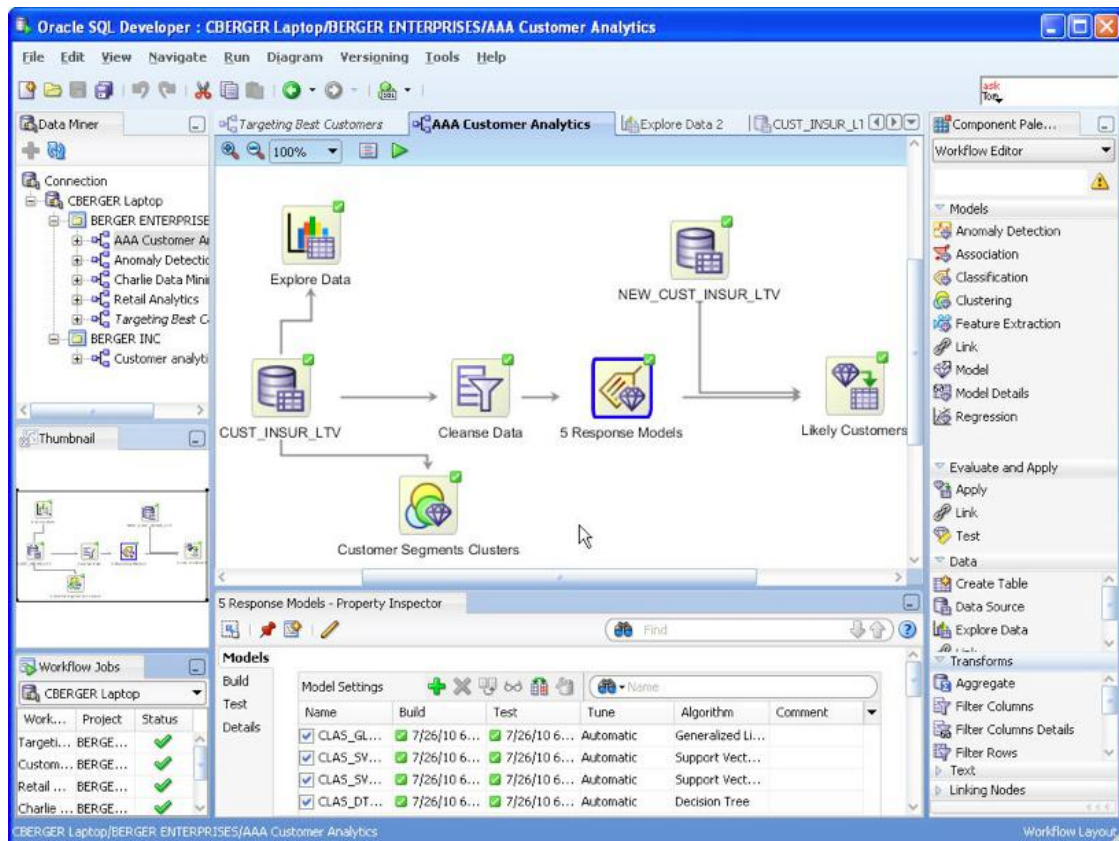 Oracle SQL Developer : CBERGER Laptop/BERGER ENTERPRISES/AAA Customer Analytics
File Edit View Navigate Run Diagram Versioning Tools Help
ask
Tom
Data Miner
Connection
CBERGER Laptop
BERGER ENTERPRISE
AAA Customer A
Anomaly Detectio
Charlie Data Mini
Retail Analytics
Targeting Best C
BERGER INC
Customer analyti
Thumbnail
Workflow Jobs
CBERGER Laptop
Work... Project Status
Targeti... BERGE...
Custom... BERGE...
Retail ... BERGE...
Charlie ... BERGE...
Targeting Best Customers AAA Customer Analytics Explore Data 2 CUST_INSUR_L1
100%
Explore Data
NEW_CUST_INSUR_LTV
CUST_INSUR_LTV Cleanse Data 5 Response Models Likely Customers
Customer Segments Clusters
5 Response Models - Property Inspector
Find
Models
Build
Test
Details
Model Settings Name
Name Build Test Tune Algorithm Comment
CLAS_GL... 7/26/10 6... 7/26/10 6... Automatic Generalized Li...
CLAS_SV... 7/26/10 6... 7/26/10 6... Automatic Support Vect...
CLAS_SV... 7/26/10 6... 7/26/10 6... Automatic Support Vect...
CLAS_DT... 7/26/10 6... 7/26/10 6... Automatic Decision Tree
Component Pale...
Workflow Editor
Models
Anomaly Detection
Association
Classification
Clustering
Feature Extraction
Link
Model
Model Details
Regression
Evaluate and Apply
Apply
Link
Test
Data
Create Table
Data Source
Explore Data
Transforms
Aggregate
Filter Columns
Filter Columns Details
Filter Rows
Text
Linking Nodes
CBERGER Laptop/BERGER ENTERPRISES/AAA Customer Analytics Workflow Layout